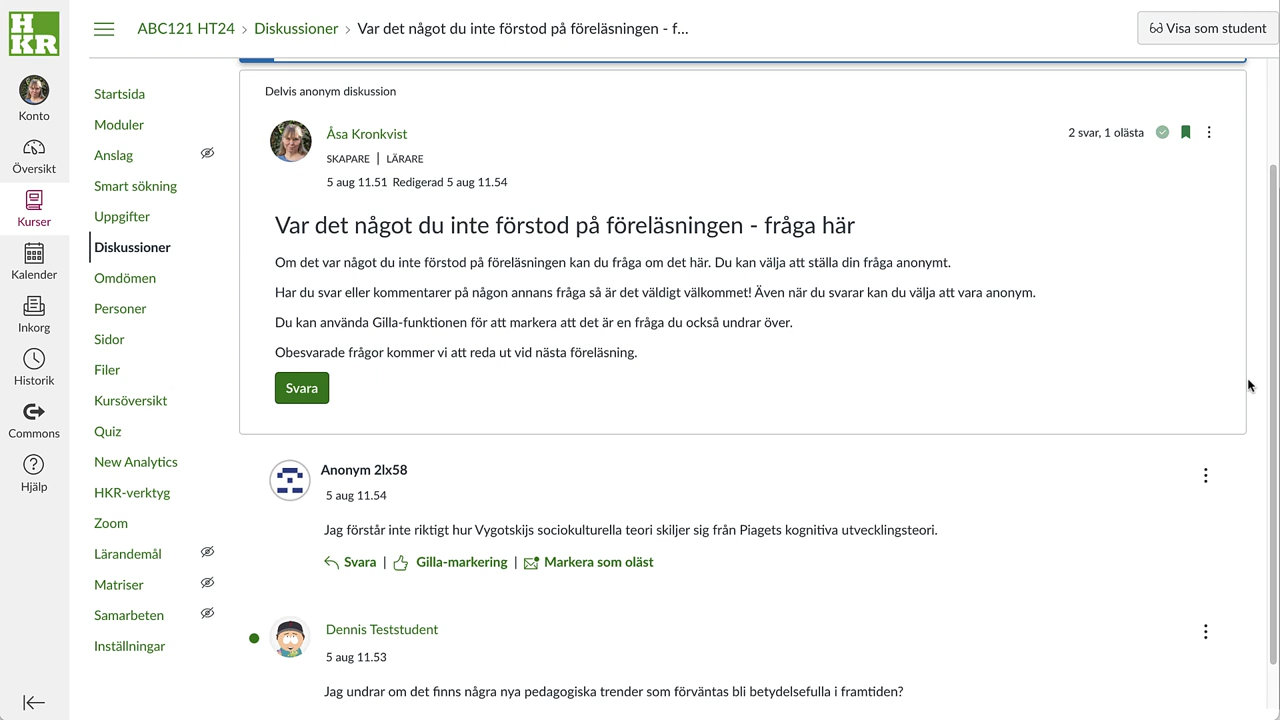 HKR
ABC121 HT24 › Diskussioner › Var det något du inte förstod på föreläsningen - f...
Visa som student
Konto
Översikt
Kurser
Kalender
Inkorg
Historik
Commons
Hjälp
Startsida
Moduler
Anslag
Smart sökning
Uppgifter
Diskussioner
Omdömen
Personer
Sidor
Filer
Kursöversikt
Quiz
New Analytics
HKR-verktyg
Zoom
Lärandemål
Matriser
Samarbeten
Inställningar
Delvis anonym diskussion
Åsa Kronkvist
2 svar, 1 olästa
SKAPARE | LÄRARE
5 aug 11.51 Redigerad 5 aug 11.54
Var det något du inte förstod på föreläsningen - fråga här
Om det var något du inte förstod på föreläsningen kan du fråga om det här. Du kan välja att ställa din fråga anonymt.
Har du svar eller kommentarer på någon annans fråga så är det väldigt välkommet! Även när du svarar kan du välja att vara anonym.
Du kan använda Gilla-funktionen för att markera att det är en fråga du också undrar över.
Obesvarade frågor kommer vi att reda ut vid nästa föreläsning.
Svara
Anonym 2lx58
5 aug 11.54
Jag förstår inte riktigt hur Vygotskijs sociokulturella teori skiljer sig från Piagets kognitiva utvecklingsteori.
Svara | Gilla-markering | Markera som oläst
Dennis Teststudent
5 aug 11.53
Jag undrar om det finns några nya pedagogiska trender som förväntas bli betydelsefulla i framtiden?